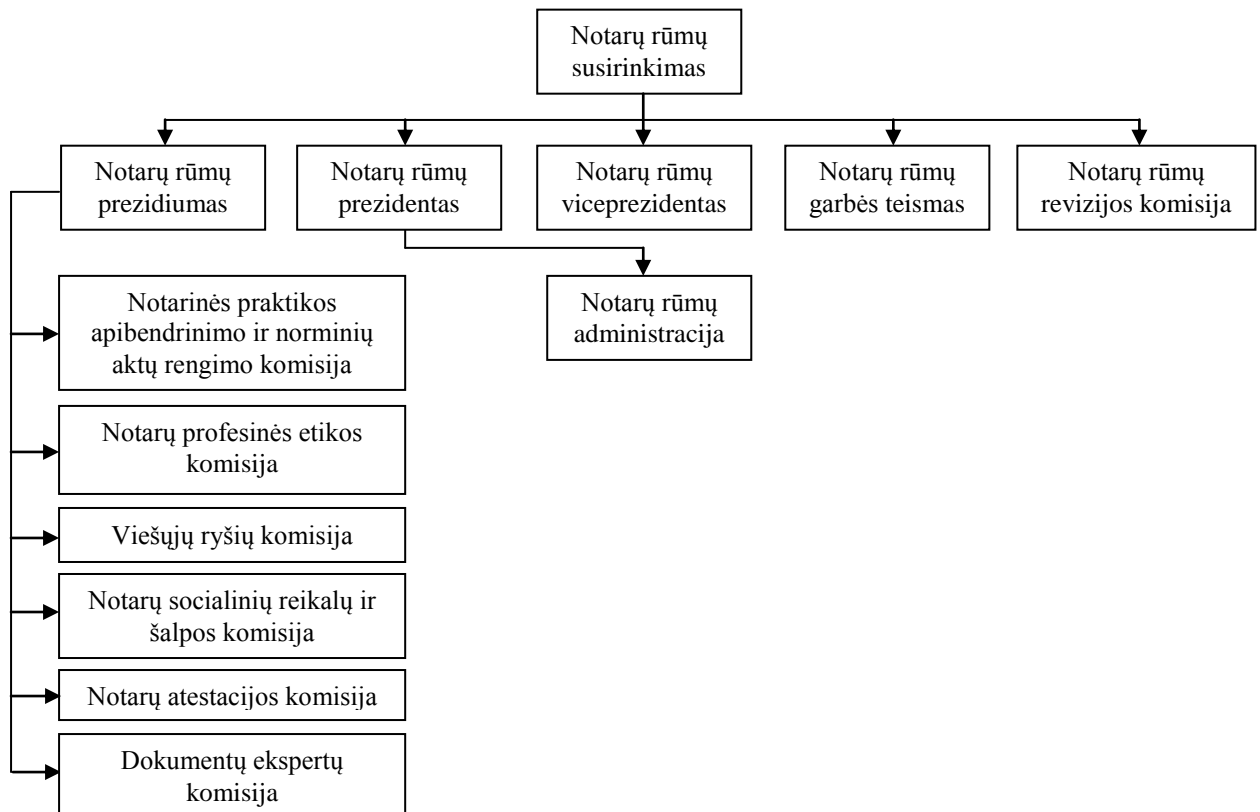 Notarų rūmų
susirinkimas
Notarų rūmų
prezidiumas
Notarų rūmų
prezidentas
Notarų rūmų
viceprezidentas
Notarų rūmų
garbės teismas
Notarų rūmų
revizijos komisija
Notarų rūmų
administracija
Notarinės praktikos
apibendrinimo ir norminių
aktų rengimo komisija
Notarų profesinės etikos
komisija
Viešųjų ryšių komisija
Notarų socialinių reikalų ir
šalpos komisija
Notarų atestacijos komisija
Dokumentų ekspertų
komisija